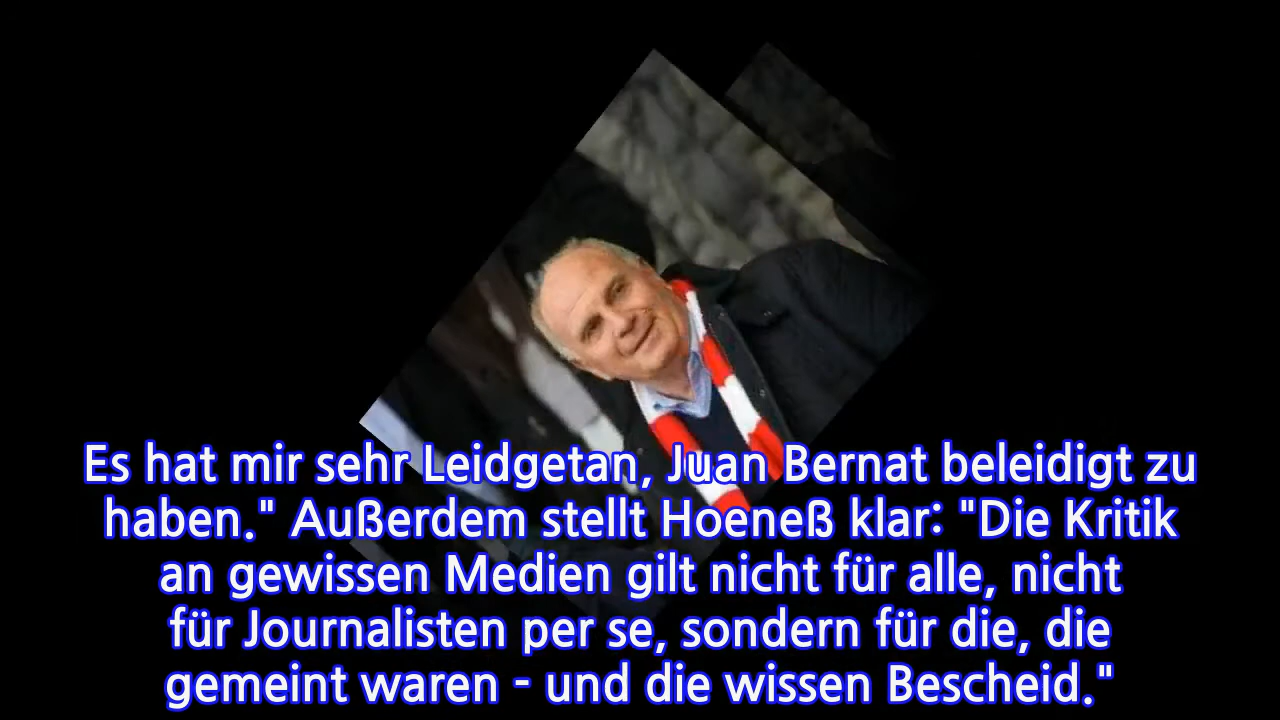 Es hat mir sehr Leidgetan, Juan Bernat beleidigt zu
haben." Außerdem stellt Hoeneß klar: "Die Kritik
an gewissen Medien gilt nicht für alle, nicht
für Journalisten per se, sondern für die, die
gemeint waren - und die wissen Bescheid."